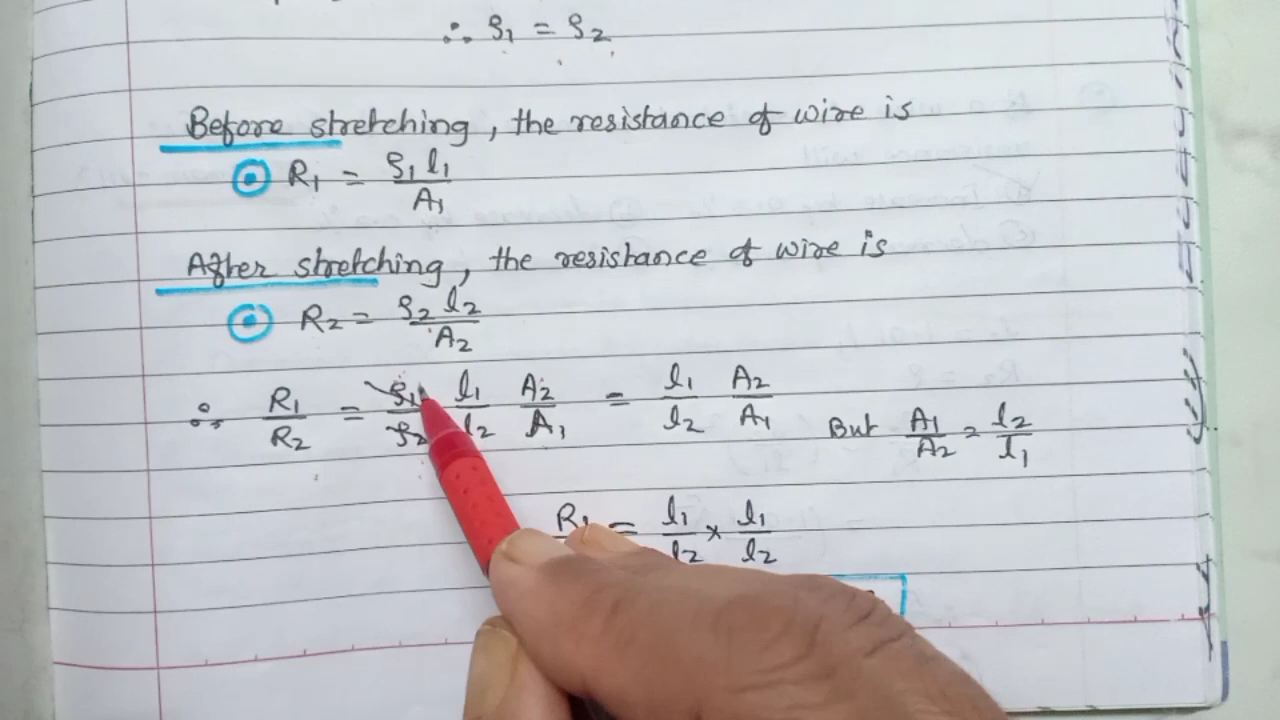 ∴ ρ₁ = ρ₂
Before stretching, the resistance of wire is
R₁ = ρ₁ l₁ / A₁
After stretching, the resistance of wire is
R₂ = ρ₂ l₂ / A₂
∴ R₁ / R₂ = ρ₁ / ρ₂ l₁ / l₂ A₂ / A₁ = l₁ / l₂ A₂ / A₁ But A₁ / A₂ = l₂ / l₁
R₁ = l₁ / l₂ × l₁ / l₂